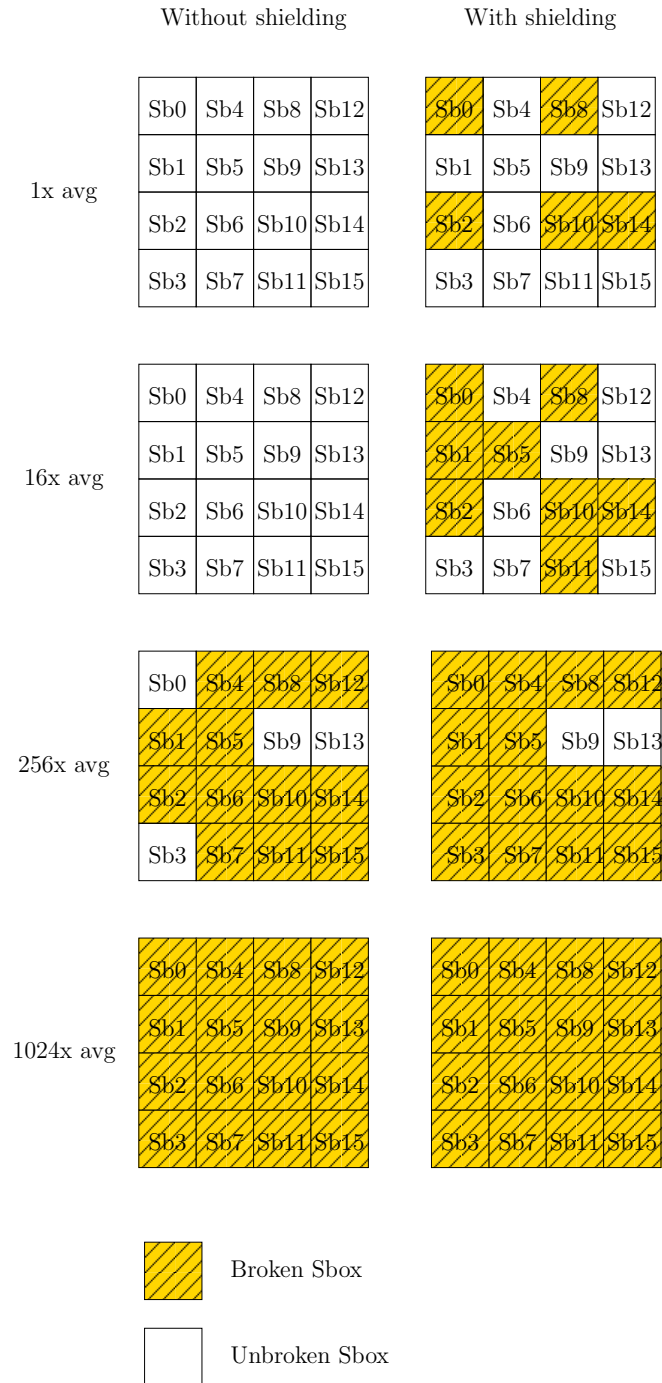 Without shielding With shielding
Sb0 Sb4 Sb8 Sb12 Sb0 Sb4 Sb8 Sb12
Sb1 Sb5 Sb9 Sb13 Sb1 Sb5 Sb9 Sb13
1x avg
Sb2 Sb6 Sb10 Sb14 Sb2 Sb6 Sb10 Sb14
Sb3 Sb7 Sb11 Sb15 Sb3 Sb7 Sb11 Sb15
Sb0 Sb4 Sb8 Sb12 Sb0 Sb4 Sb8 Sb12
Sb1 Sb5 Sb9 Sb13 Sb1 Sb5 Sb9 Sb13
16x avg
Sb2 Sb6 Sb10 Sb14 Sb2 Sb6 Sb10 Sb14
Sb3 Sb7 Sb11 Sb15 Sb3 Sb7 Sb11 Sb15
Sb0 Sb4 Sb8 Sb12 Sb0 Sb4 Sb8 Sb12
Sb1 Sb5 Sb9 Sb13 Sb1 Sb5 Sb9 Sb13
256x avg
Sb2 Sb6 Sb10 Sb14 Sb2 Sb6 Sb10 Sb14
Sb3 Sb7 Sb11 Sb15 Sb3 Sb7 Sb11 Sb15
Sb0 Sb4 Sb8 Sb12 Sb0 Sb4 Sb8 Sb12
Sb1 Sb5 Sb9 Sb13 Sb1 Sb5 Sb9 Sb13
1024x avg
Sb2 Sb6 Sb10 Sb14 Sb2 Sb6 Sb10 Sb14
Sb3 Sb7 Sb11 Sb15 Sb3 Sb7 Sb11 Sb15
Broken Sbox
Unbroken Sbox